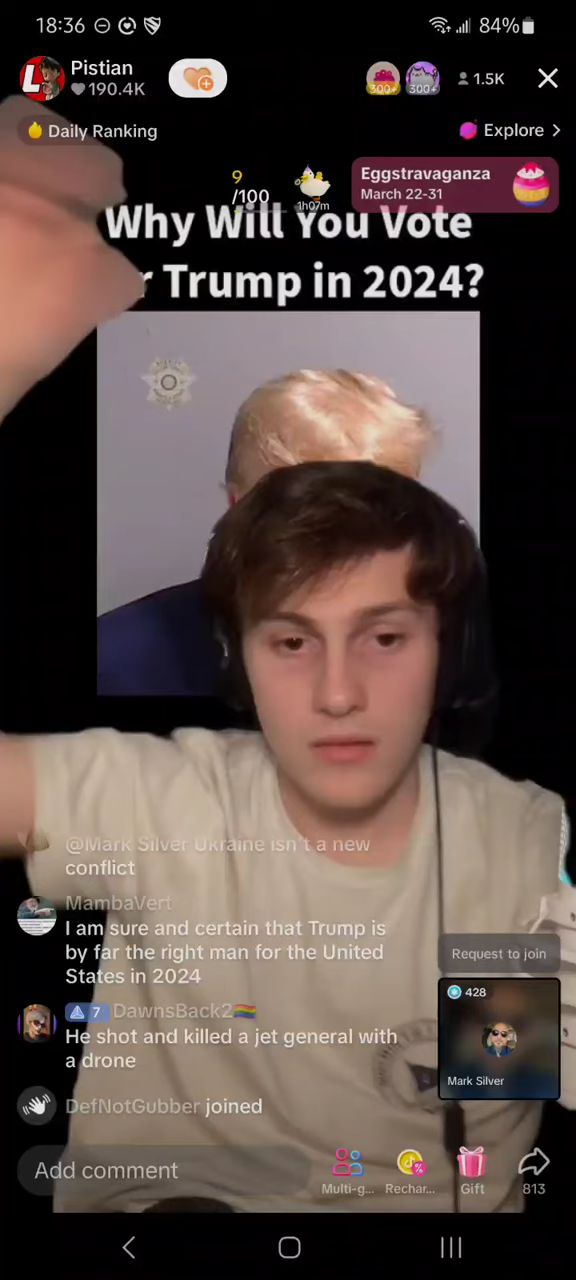 18:36
84%
Pistian
190.4K
300+
300+
1.5K
Daily Ranking
Explore >
9
/100
1h07m
Eggstravaganza
March 22-31
Why Will You Vote
r Trump in 2024?
@Mark Silver Ukraine isn't a new
conflict
MambaVert
I am sure and certain that Trump is
by far the right man for the United
States in 2024
7 DawnsBack2🏳️‍🌈
He shot and killed a jet general with
a drone
DefNotGubber joined
Request to join
428
Mark Silver
Add comment
Multi-g...
Rechar...
Gift
813